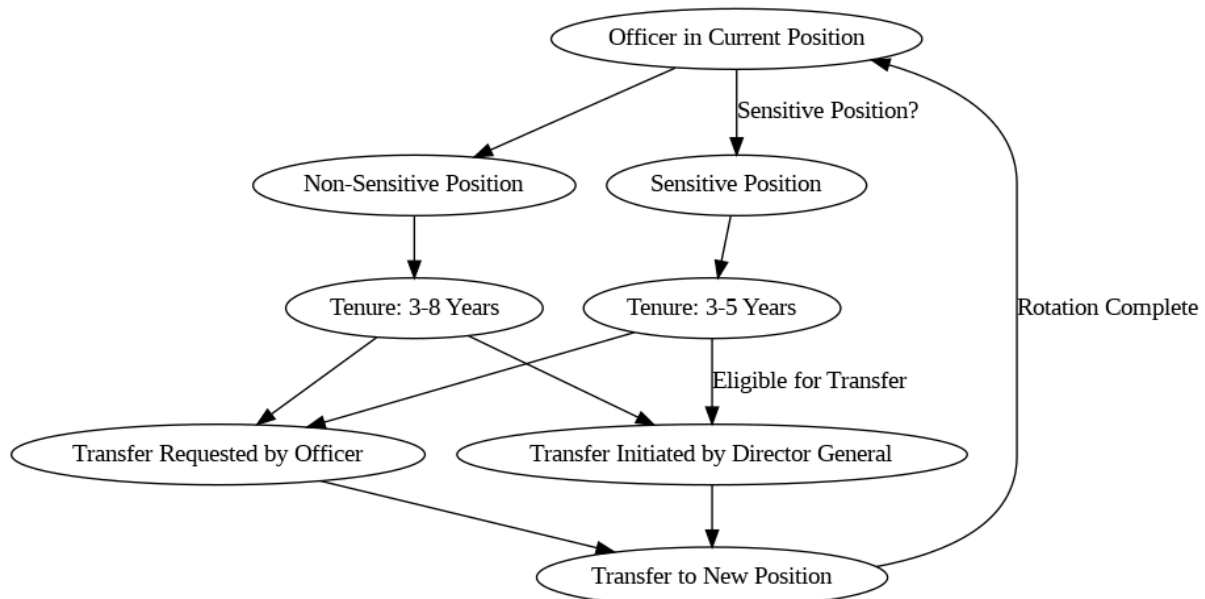 Officer in Current Position
Sensitive Position?
Non-Sensitive Position
Sensitive Position
Tenure: 3-8 Years
Tenure: 3-5 Years
Rotation Complete
Eligible for Transfer
Transfer Requested by Officer
Transfer Initiated by Director General
Transfer to New Position